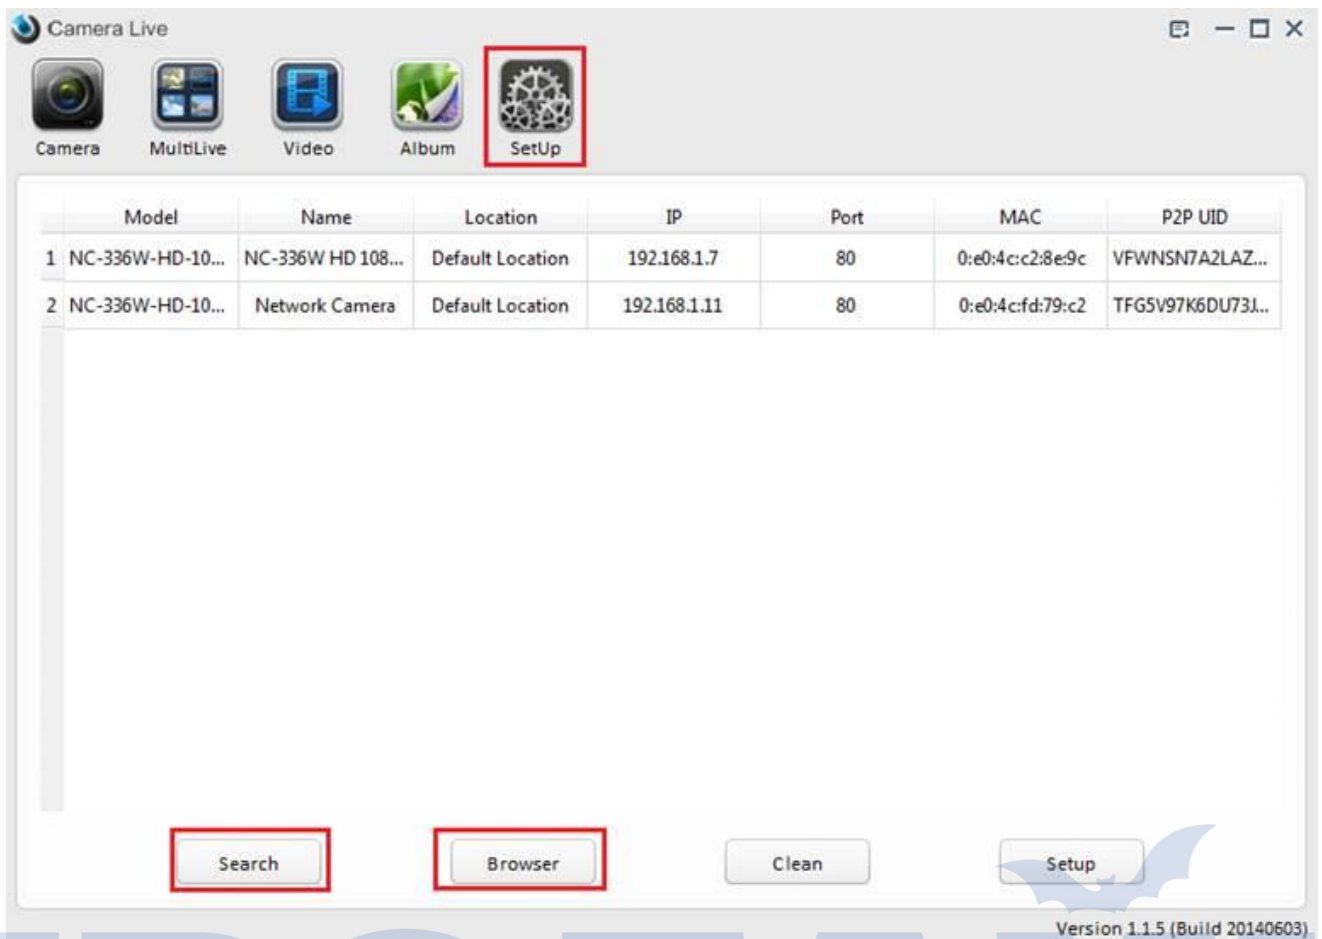 Camera Live
Camera MultiLive Video Album SetUp
Model Name Location IP Port MAC P2P UID
1 NC-336W-HD-10... NC-336W HD 108... Default Location 192.168.1.7 80 0:e0:4c:c2:8e:9c VFWNSN7A2LAZ...
2 NC-336W-HD-10... Network Camera Default Location 192.168.1.11 80 0:e0:4c:fd:79:c2 TFG5V97K6DU73J...
Search Browser Clean Setup
Version 1.1.5 (Build 20140603)